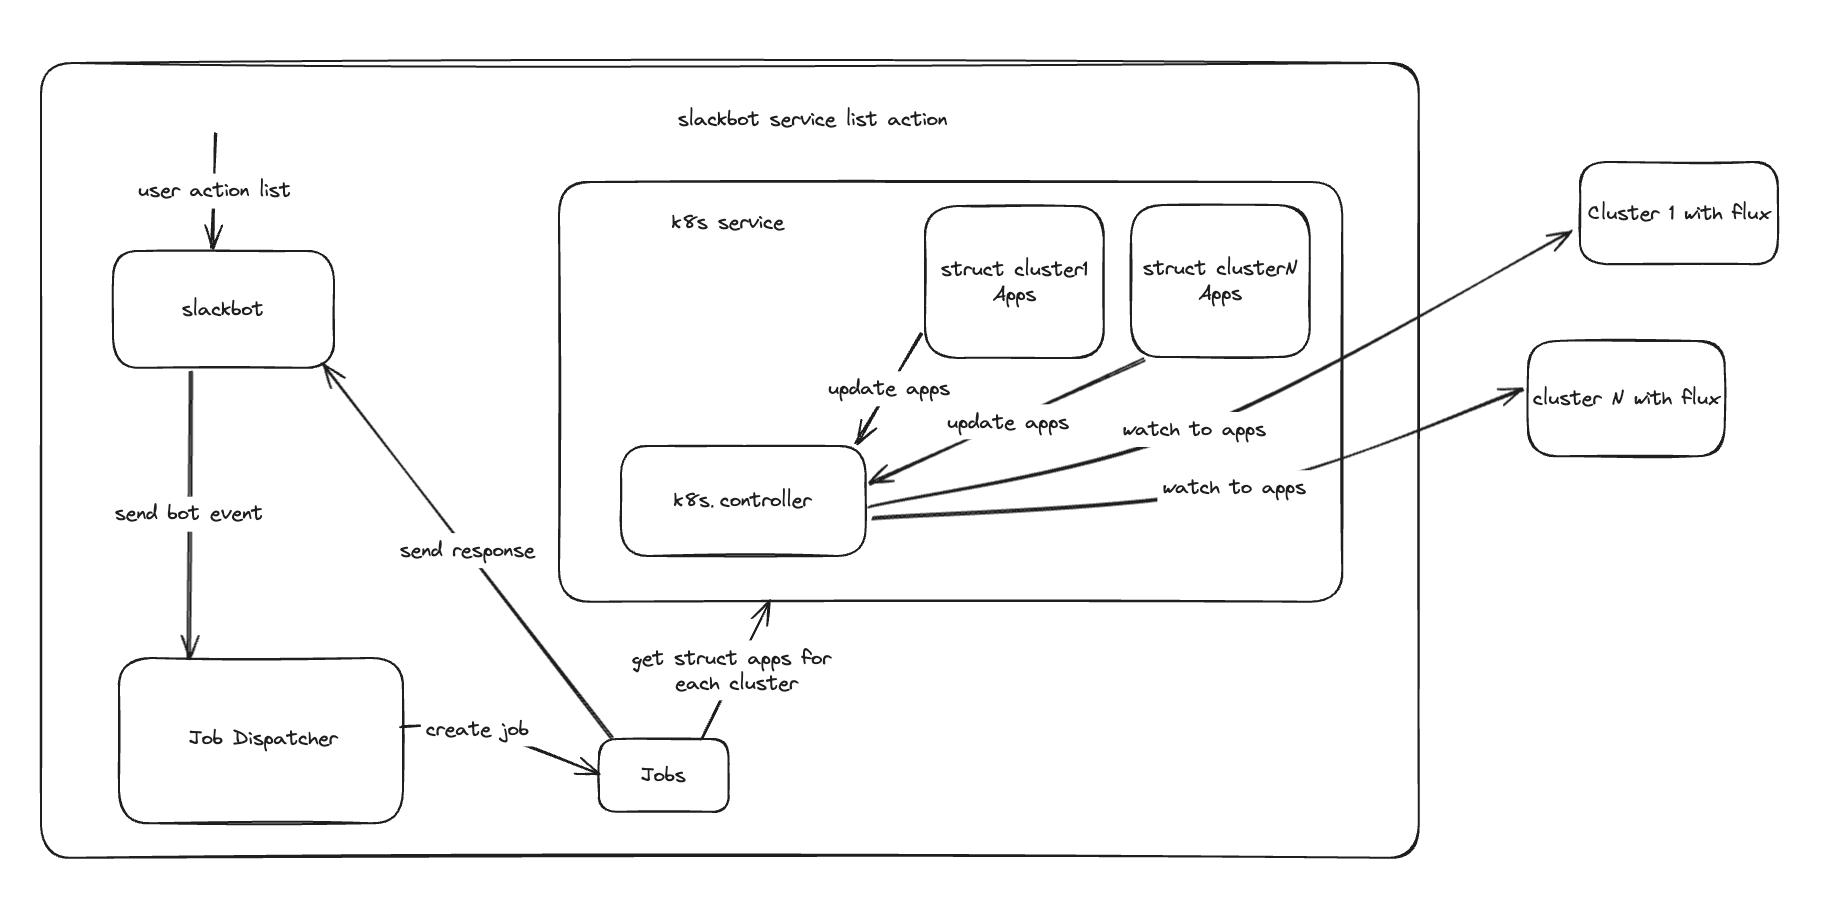 slackbot service list action
user action list
k8s service
Cluster 1 with flux
struct cluster1
Apps
struct clusterN
Apps
slackbot
update apps
cluster N with flux
update apps
watch to apps
watch to apps
k8s. controller
send bot event
send response
get struct apps for
each cluster
create job
Job Dispatcher
Jobs